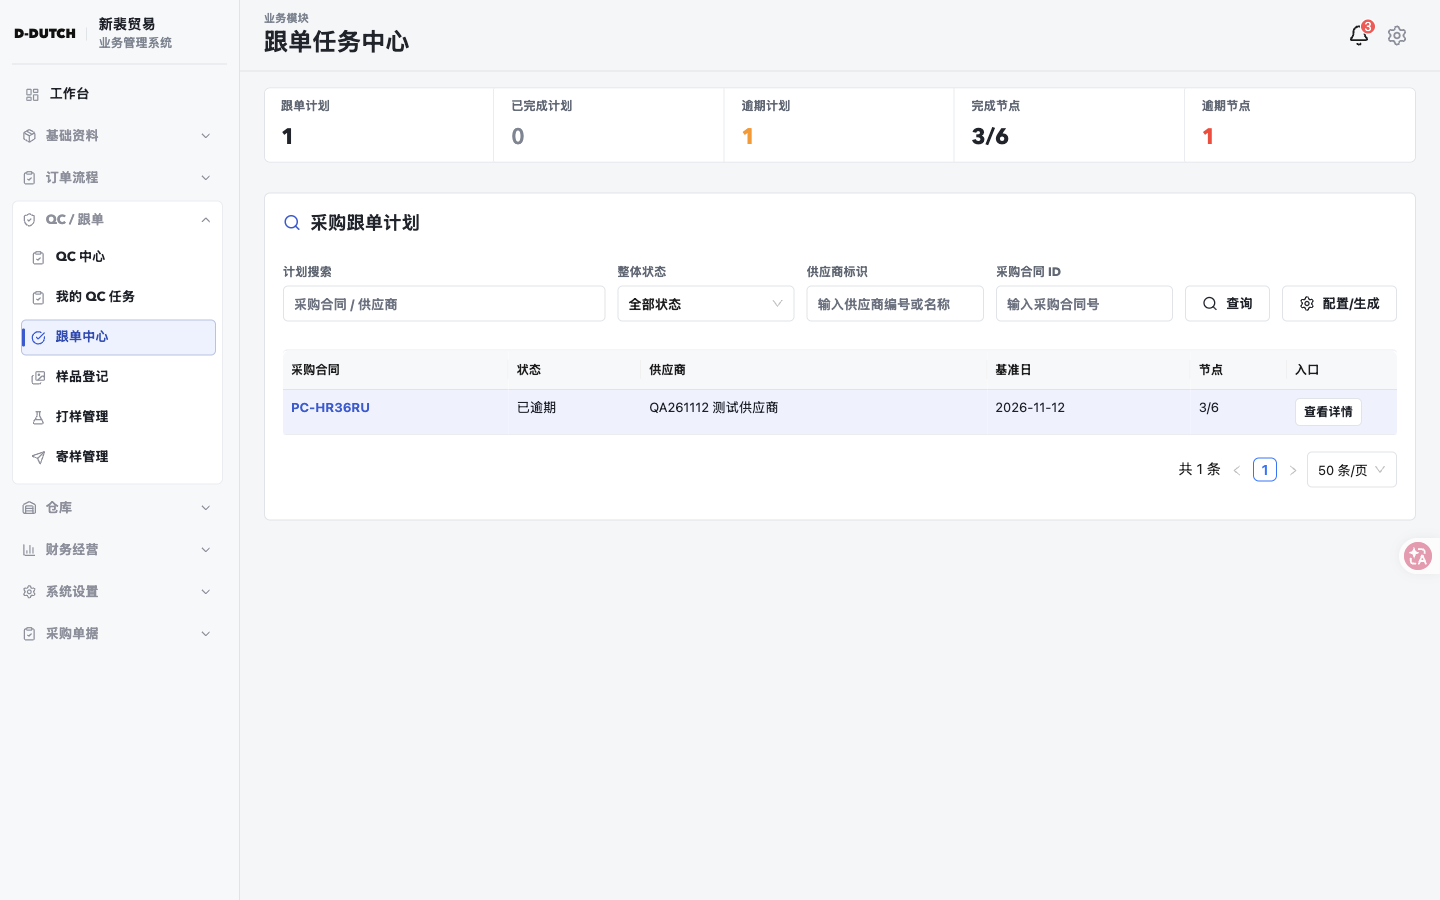 D-DUTCH
新裴贸易
业务管理系统
工作台
基础资料
订单流程
QC / 跟单
QC 中心
我的 QC 任务
跟单中心
样品登记
打样管理
寄样管理
仓库
财务经营
系统设置
采购单据
业务模块
跟单任务中心
3
跟单计划
1
已完成计划
0
逾期计划
1
完成节点
3/6
逾期节点
1
采购跟单计划
计划搜索
采购合同 / 供应商
整体状态
全部状态
供应商标识
输入供应商编号或名称
采购合同 ID
输入采购合同号
查询
配置/生成
采购合同 状态 供应商 基准日 节点 入口
PC-HR36RU 已逾期 QA261112 测试供应商 2026-11-12 3/6 查看详情
共 1 条 1 50 条/页